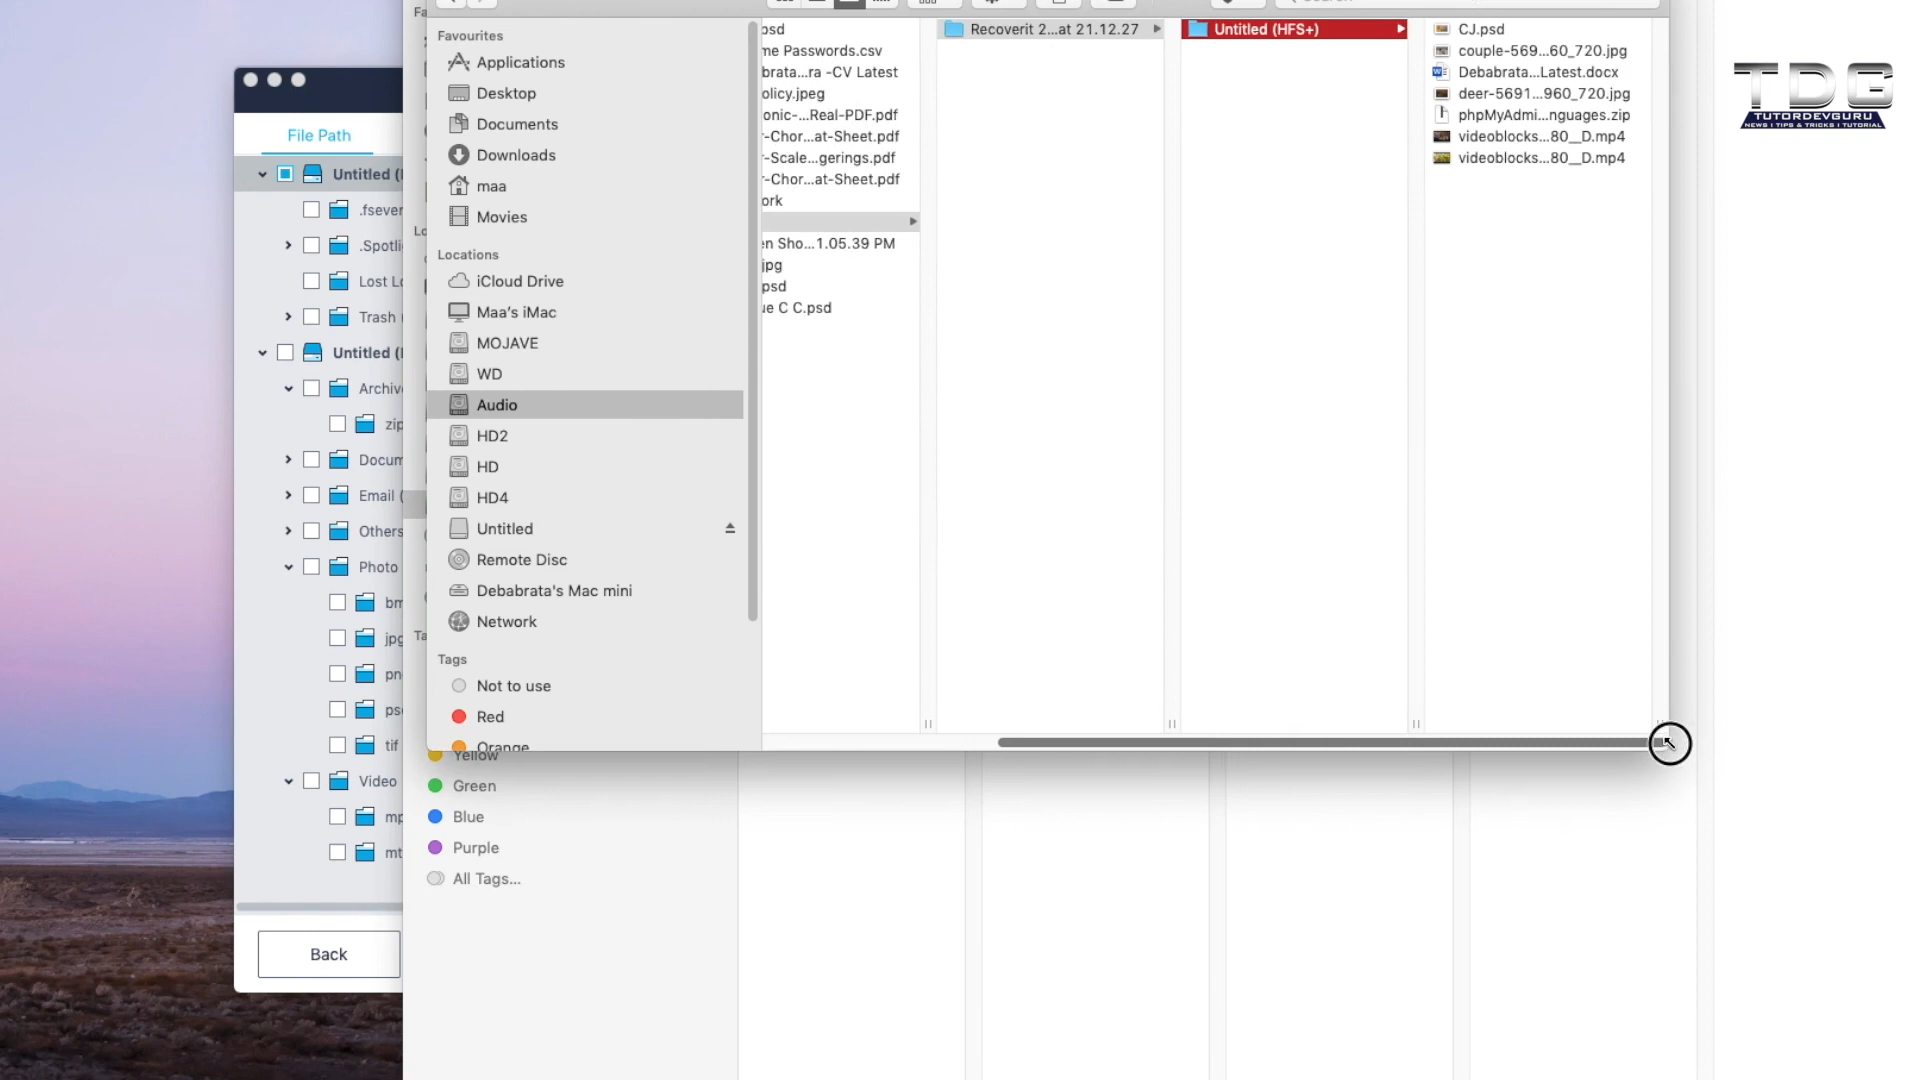 Favourites
Applications
Desktop
Documents
Downloads
maa
Movies
Locations
iCloud Drive
Maa's iMac
MOJAVE
WD
Audio
HD2
HD
HD4
Untitled
Remote Disc
Debabrata's Mac mini
Network
Tags
Not to use
Red
Orange
Yellow
Green
Blue
Purple
All Tags...
psd
me Passwords.csv
brata...ra -CV Latest
olicy.jpeg
onic-...Real-PDF.pdf
r-Chor...at-Sheet.pdf
r-Scale...gerings.pdf
r-Chor...at-Sheet.pdf
ork
en Sho...1.05.39 PM
jpg
psd
ue C C.psd
Recoverit 2...at 21.12.27
Untitled (HFS+)
CJ.psd
couple-569...60_720.jpg
Debabrata...Latest.docx
deer-5691...960_720.jpg
phpMyAdmi...nguages.zip
videoblocks...80__D.mp4
videoblocks...80__D.mp4
File Path
Untitled (
.fsever
.Spotli
Lost Lo
Trash (
Untitled (
Archiv
zip
Docum
Email (
Others
Photo
bm
jpg
pn
psd
tif
Video
mp
mt
Back
TDG
TUTORDEVGURU
NEWS | TIPS & TRICKS | TUTORIAL